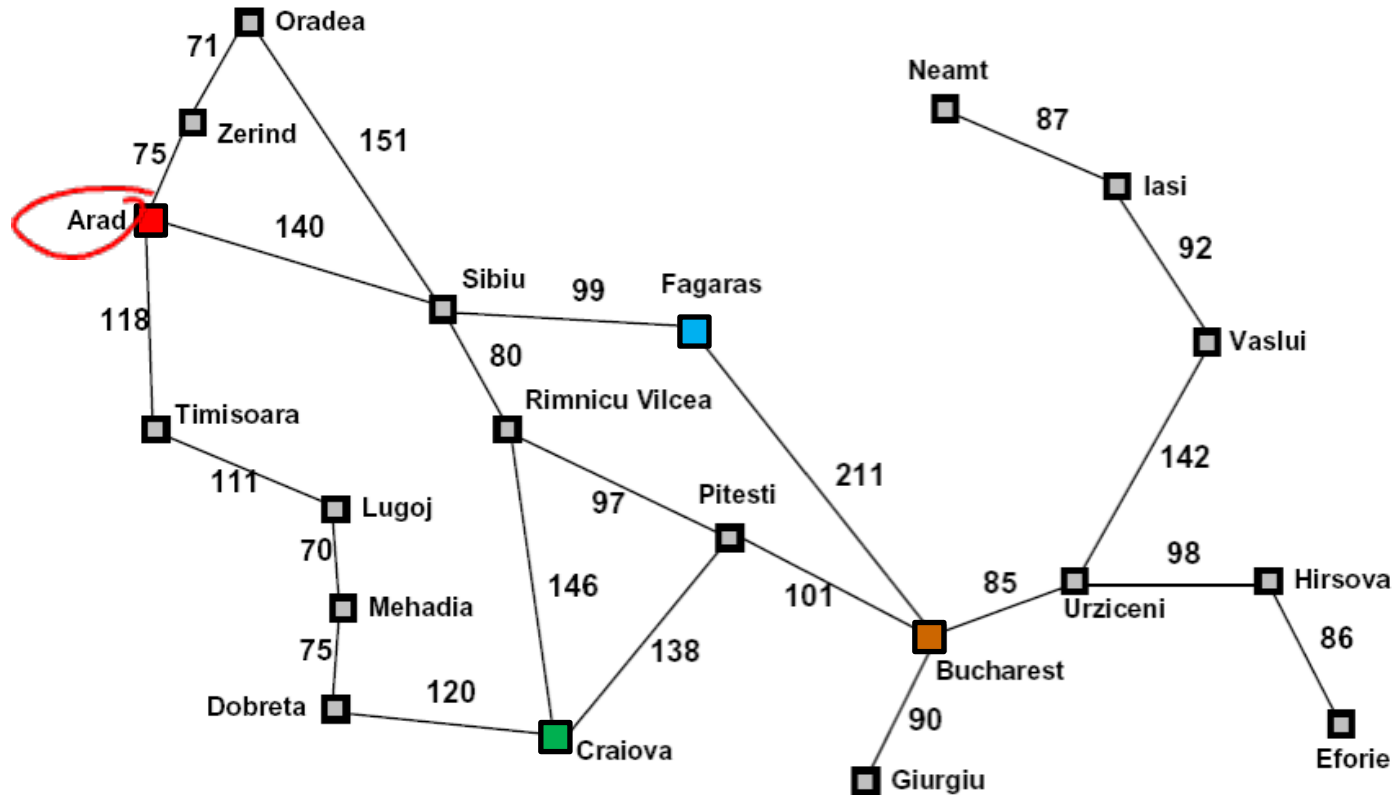 Oradea
71
Neamt
87
Zerind
151
75
Iasi
Arad
140
92
Sibiu
99
Fagaras
118
Vaslui
80
Rimnicu Vilcea
Timisoara
142
211
111
97
Pitesti
Lugoj
70
98
Hirsova
146
101
85
Urziceni
Mehadia
86
75
138
Bucharest
120
Dobreta
90
Craiova
Eforie
Giurgiu